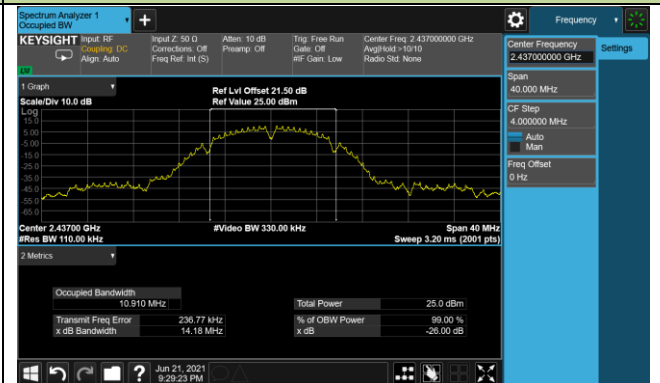 Spectrum Analyzer 1
Occupied BW
+
Frequency
KEYSIGHT
Input: RF
Coupling: DC
Align: Auto
Input Z: 50 Ω
Corrections: Off
Freq Ref: Int (S)
Atten: 10 dB
Preamp: Off
Trig: Free Run
Gate: Off
#IF Gain: Low
Center Freq: 2.437000000 GHz
Avg|Hold:>10/10
Radio Std: None
LW
Center Frequency
2.437000000 GHz
Settings
Span
40.000 MHz
CF Step
4.000000 MHz
Auto
Man
Freq Offset
0 Hz
1 Graph
Scale/Div 10.0 dB
Ref Lvl Offset 21.50 dB
Ref Value 25.00 dBm
Log
15.0
5.00
-5.00
-15.0
-25.0
-35.0
-45.0
-55.0
-65.0
Center 2.43700 GHz
#Res BW 110.00 kHz
#Video BW 330.00 kHz
Span 40 MHz
Sweep 3.20 ms (2001 pts)
2 Metrics
Occupied Bandwidth
10.910 MHz
Total Power 25.0 dBm
Transmit Freq Error 236.77 kHz
% of OBW Power 99.00 %
x dB Bandwidth 14.18 MHz
x dB -26.00 dB
?
Jun 21, 2021
9:29:23 PM